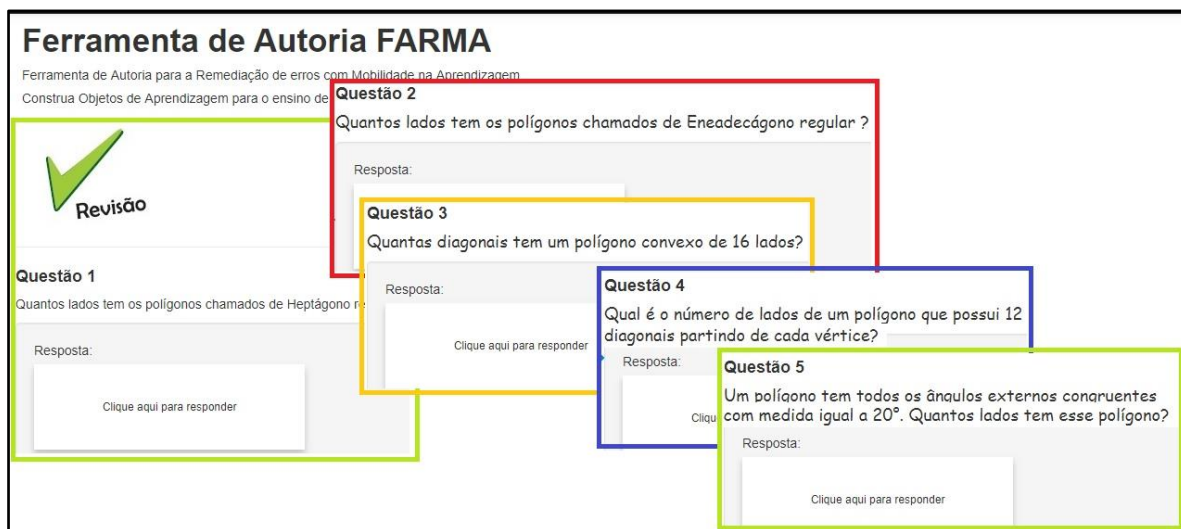 Ferramenta de Autoria FARMA
Ferramenta de Autoria para a Remediação de erros com Mobilidade na Aprendizagem
Construa Objetos de Aprendizagem para o ensino de
Revisão
Questão 1
Quantos lados tem os polígonos chamados de Heptágono
Resposta:
Clique aqui para responder
Questão 2
Quantos lados tem os polígonos chamados de Eneadecágono regular ?
Resposta:
Questão 3
Quantas diagonais tem um polígono convexo de 16 lados?
Resposta:
Clique aqui para responder
Questão 4
Qual é o número de lados de um polígono que possui 12
diagonais partindo de cada vértice?
Resposta:
Questão 5
Um polígono tem todos os ângulos externos congruentes
com medida igual a 20°. Quantos lados tem esse polígono?
Resposta:
Clique aqui para responder